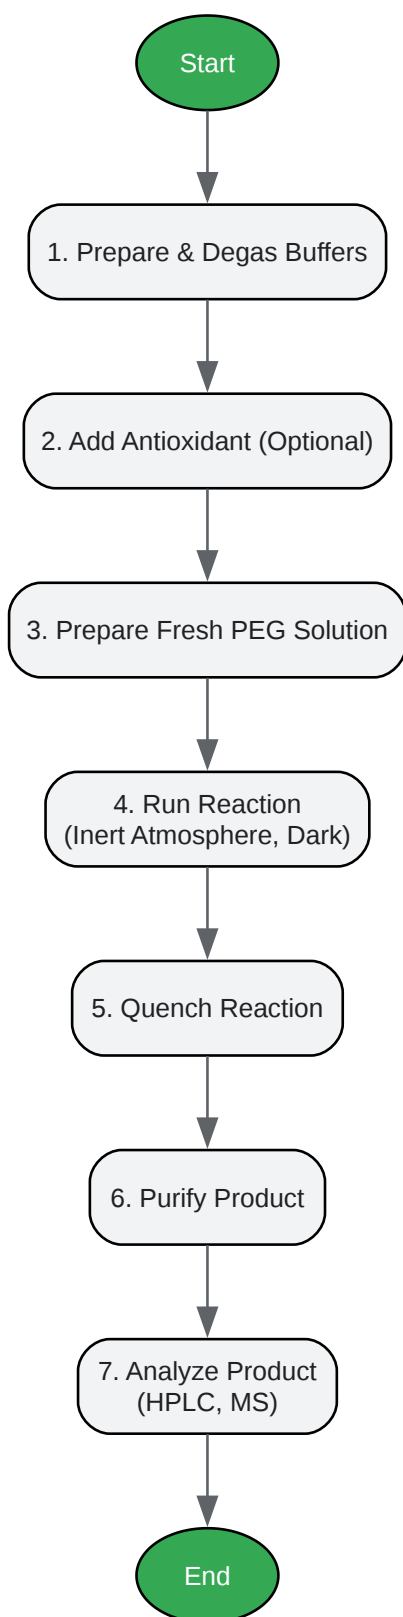 Start
1. Prepare & Degas Buffers
2. Add Antioxidant (Optional)
3. Prepare Fresh PEG Solution
4. Run Reaction
(Inert Atmosphere, Dark)
5. Quench Reaction
6. Purify Product
7. Analyze Product
(HPLC, MS)
End